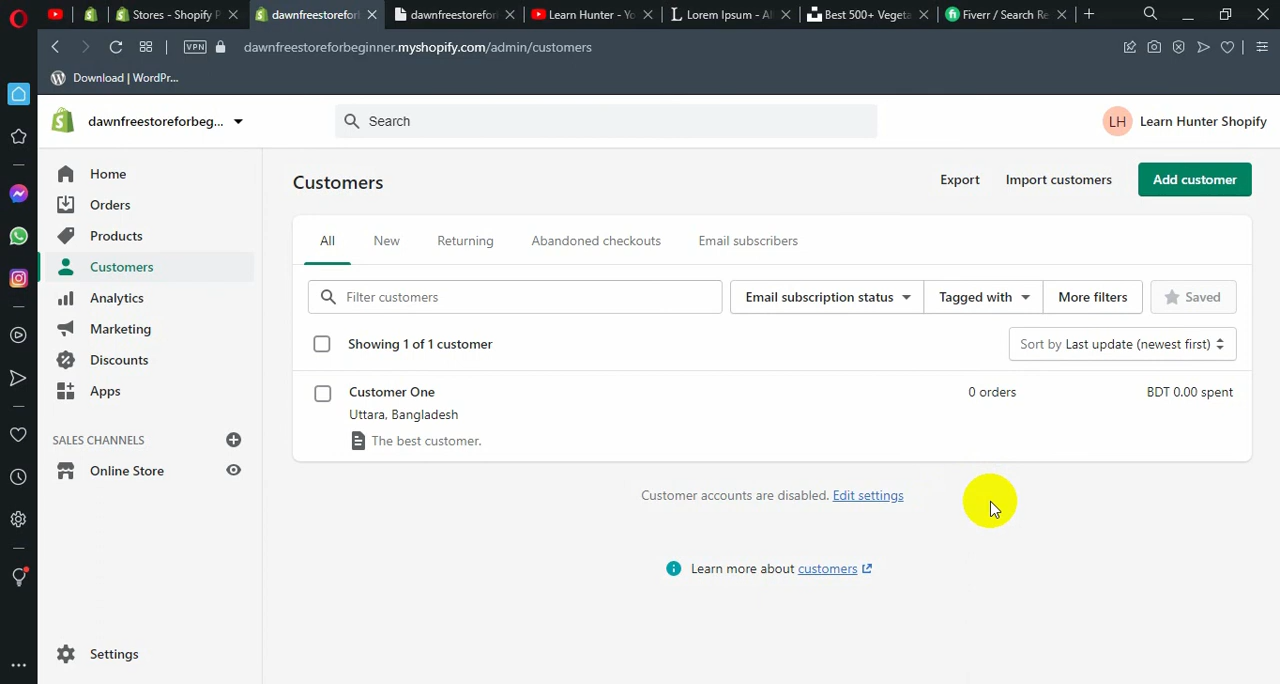 Stores - Shopify P
dawnfreestorefor
dawnfreestorefor
Learn Hunter - Yo
Lorem Ipsum - Al
Best 500+ Vegeta
Fiverr / Search Re
VPN
dawnfreestoreforbeginner.myshopify.com/admin/customers
Download | WordPr...
dawnfreestoreforbeg...
Search
LH
Learn Hunter Shopify
Home
Orders
Products
Customers
Analytics
Marketing
Discounts
Apps
SALES CHANNELS
Online Store
Settings
Customers
Export
Import customers
Add customer
All
New
Returning
Abandoned checkouts
Email subscribers
Filter customers
Email subscription status
Tagged with
More filters
Saved
Showing 1 of 1 customer
Sort by Last update (newest first)
Customer One
0 orders
BDT 0.00 spent
Uttara, Bangladesh
The best customer.
Customer accounts are disabled. Edit settings
Learn more about customers